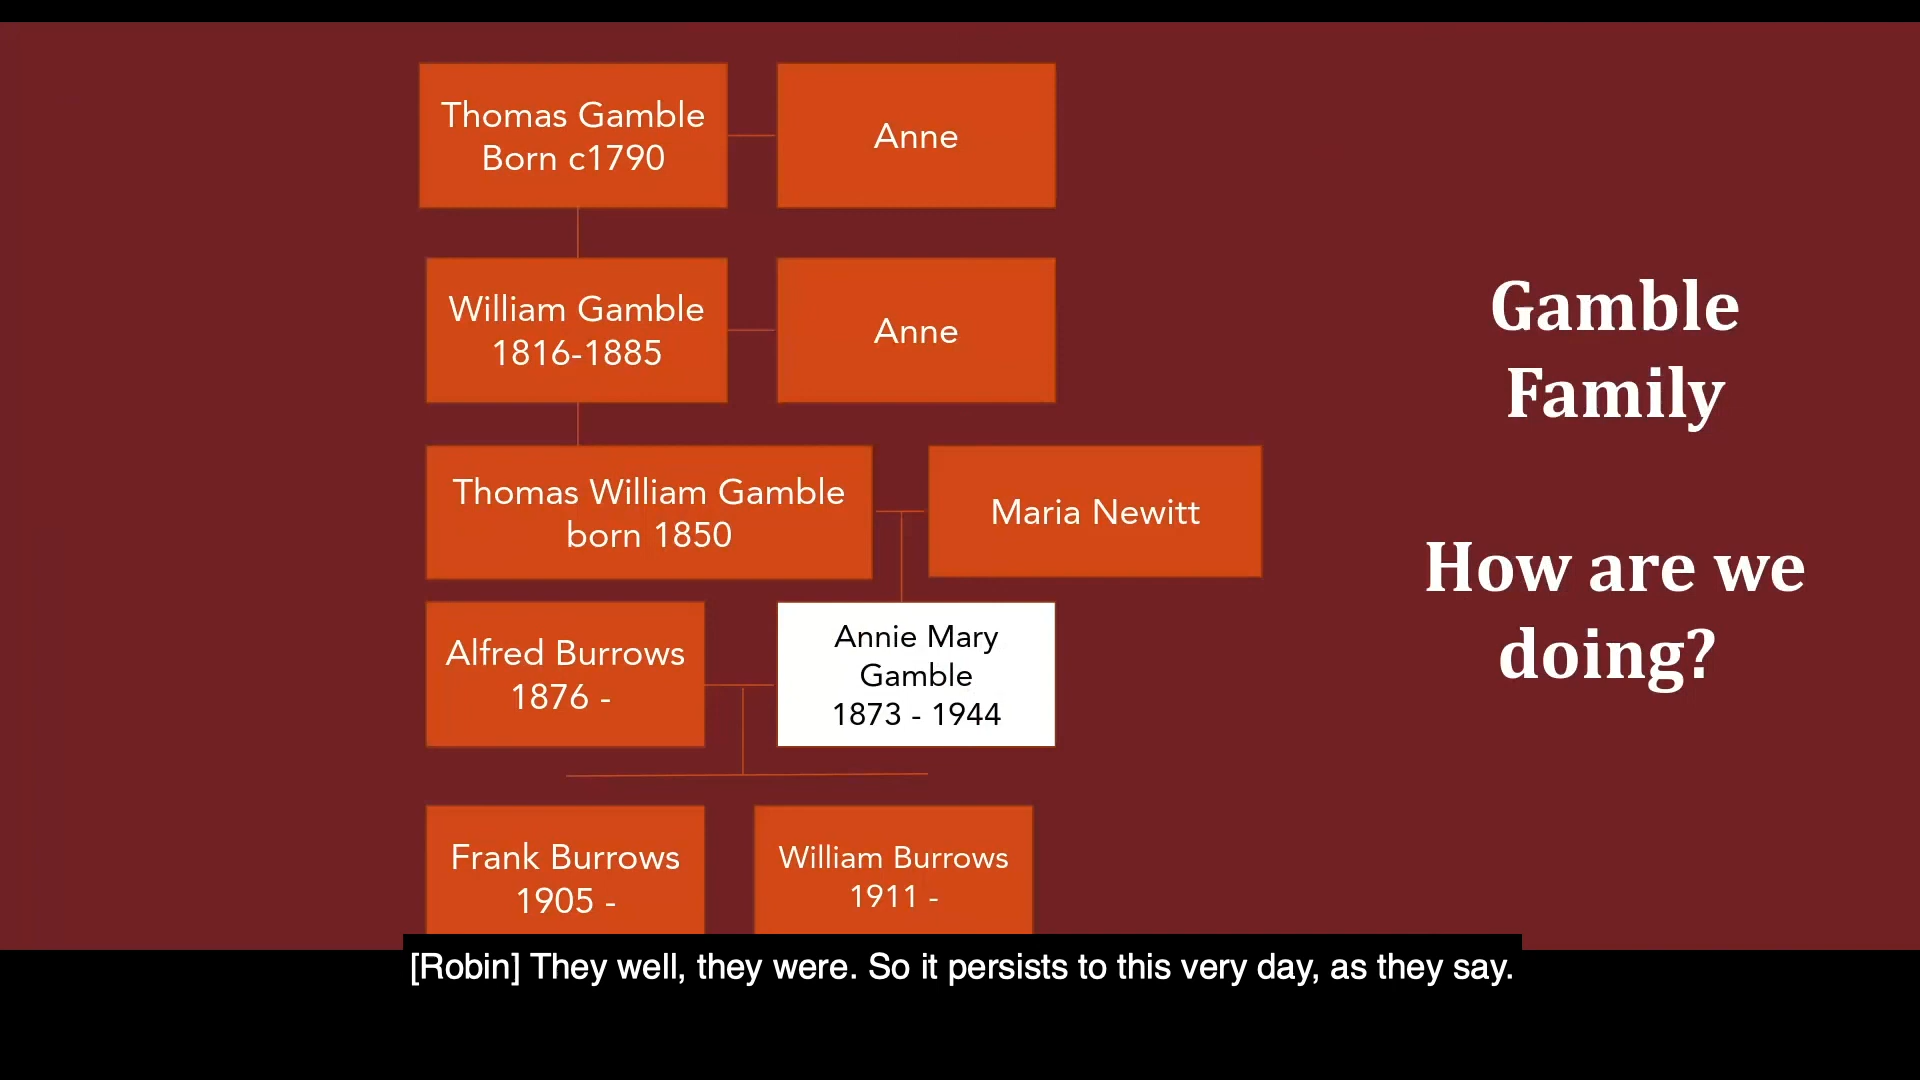 Thomas Gamble
Born c1790
Anne
William Gamble
1816-1885
Anne
Thomas William Gamble
born 1850
Maria Newitt
Alfred Burrows
1876 -
Annie Mary
Gamble
1873 - 1944
Frank Burrows
1905 -
William Burrows
1911 -
Gamble
Family
How are we
doing?
[Robin] They well, they were. So it persists to this very day, as they say.